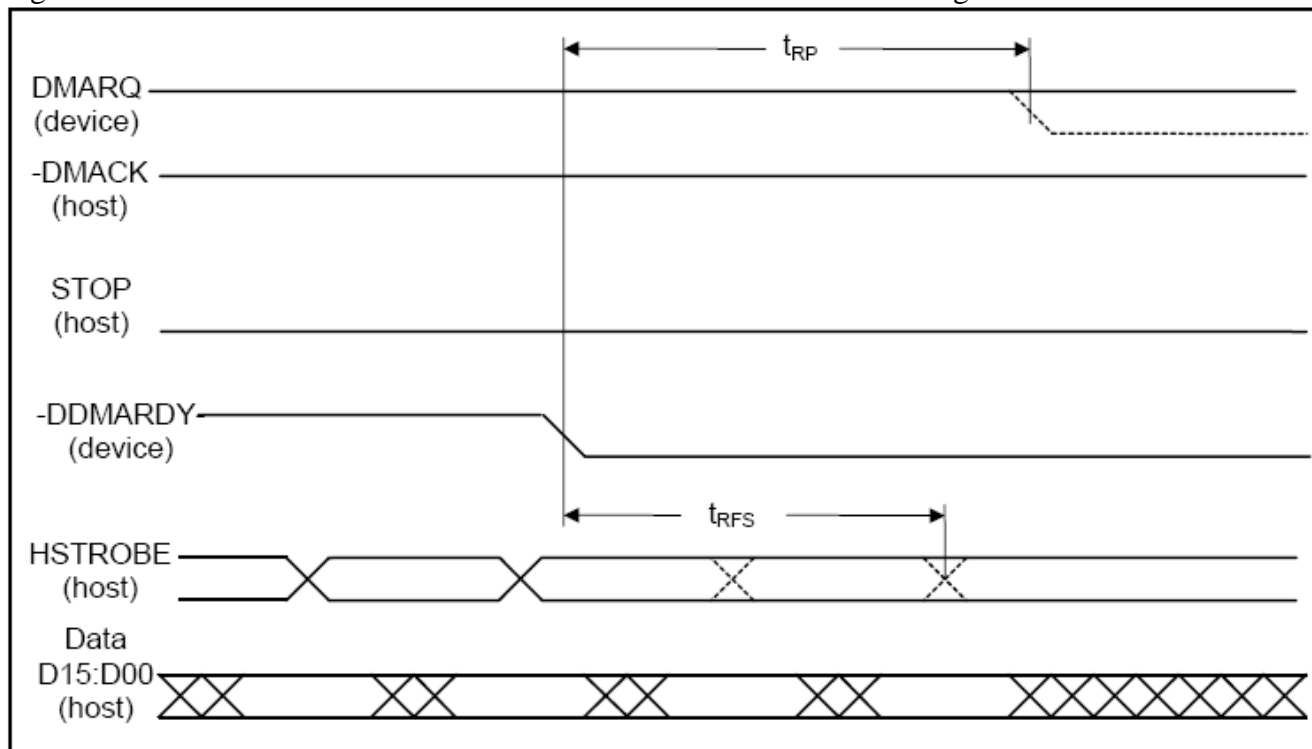 tRP
DMARQ
(device)
-DMACK
(host)
STOP
(host)
-DDMARDY-
(device)
tRFS
HSTROBE
(host)
Data
D15:D00
(host)